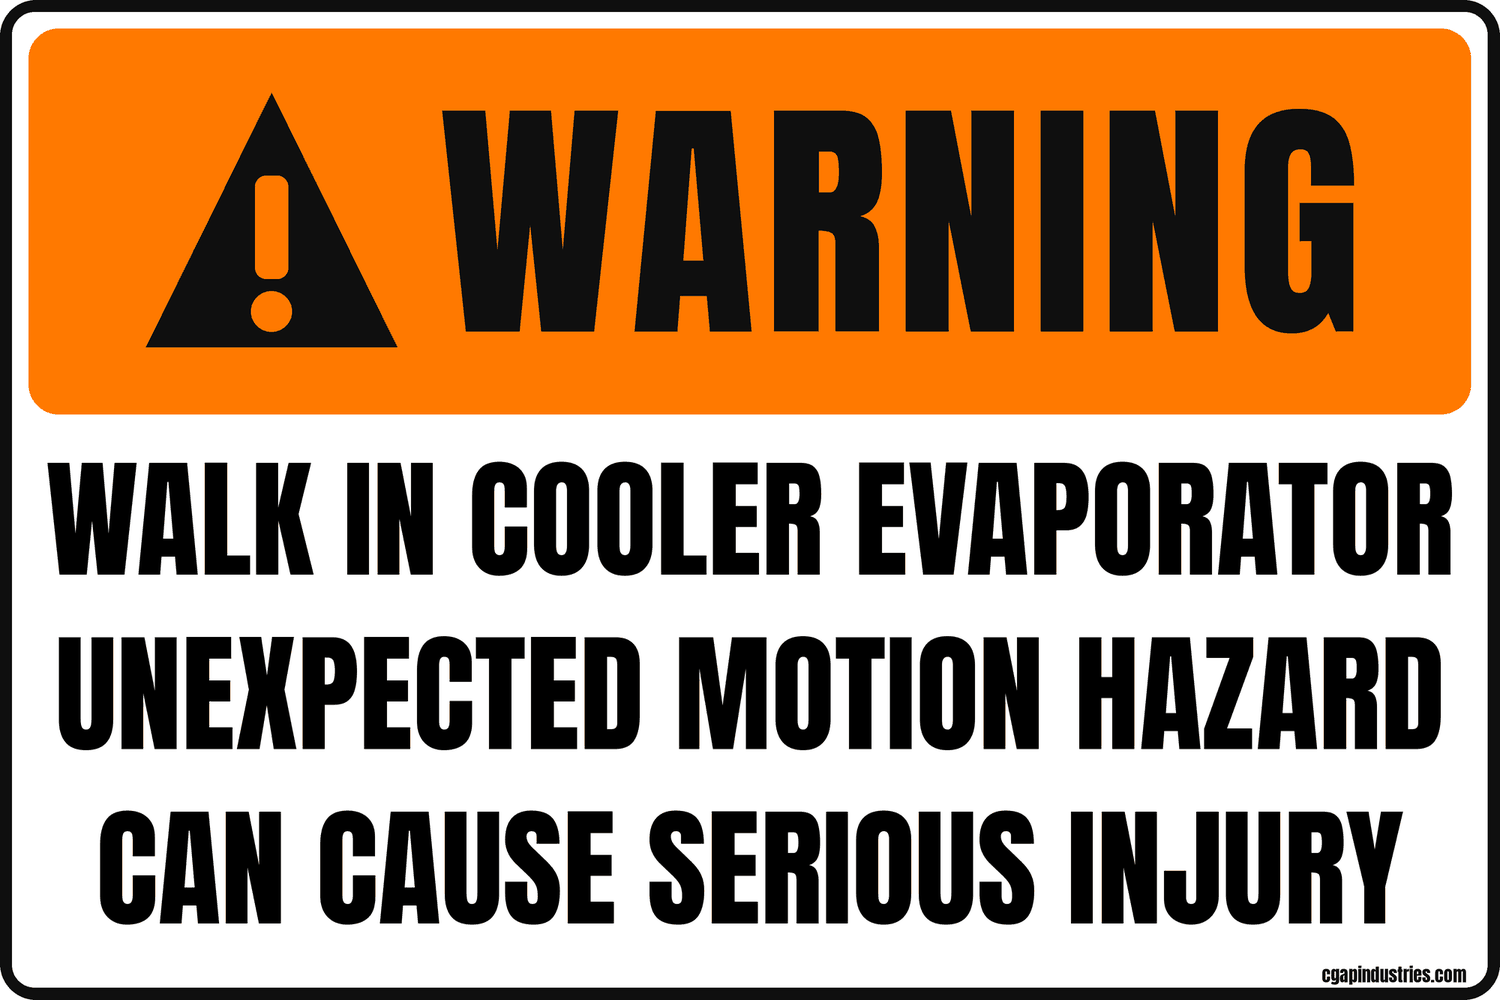 WARNING
WALK IN COOLER EVAPORATOR
UNEXPECTED MOTION HAZARD
CAN CAUSE SERIOUS INJURY
cgapindustries.com